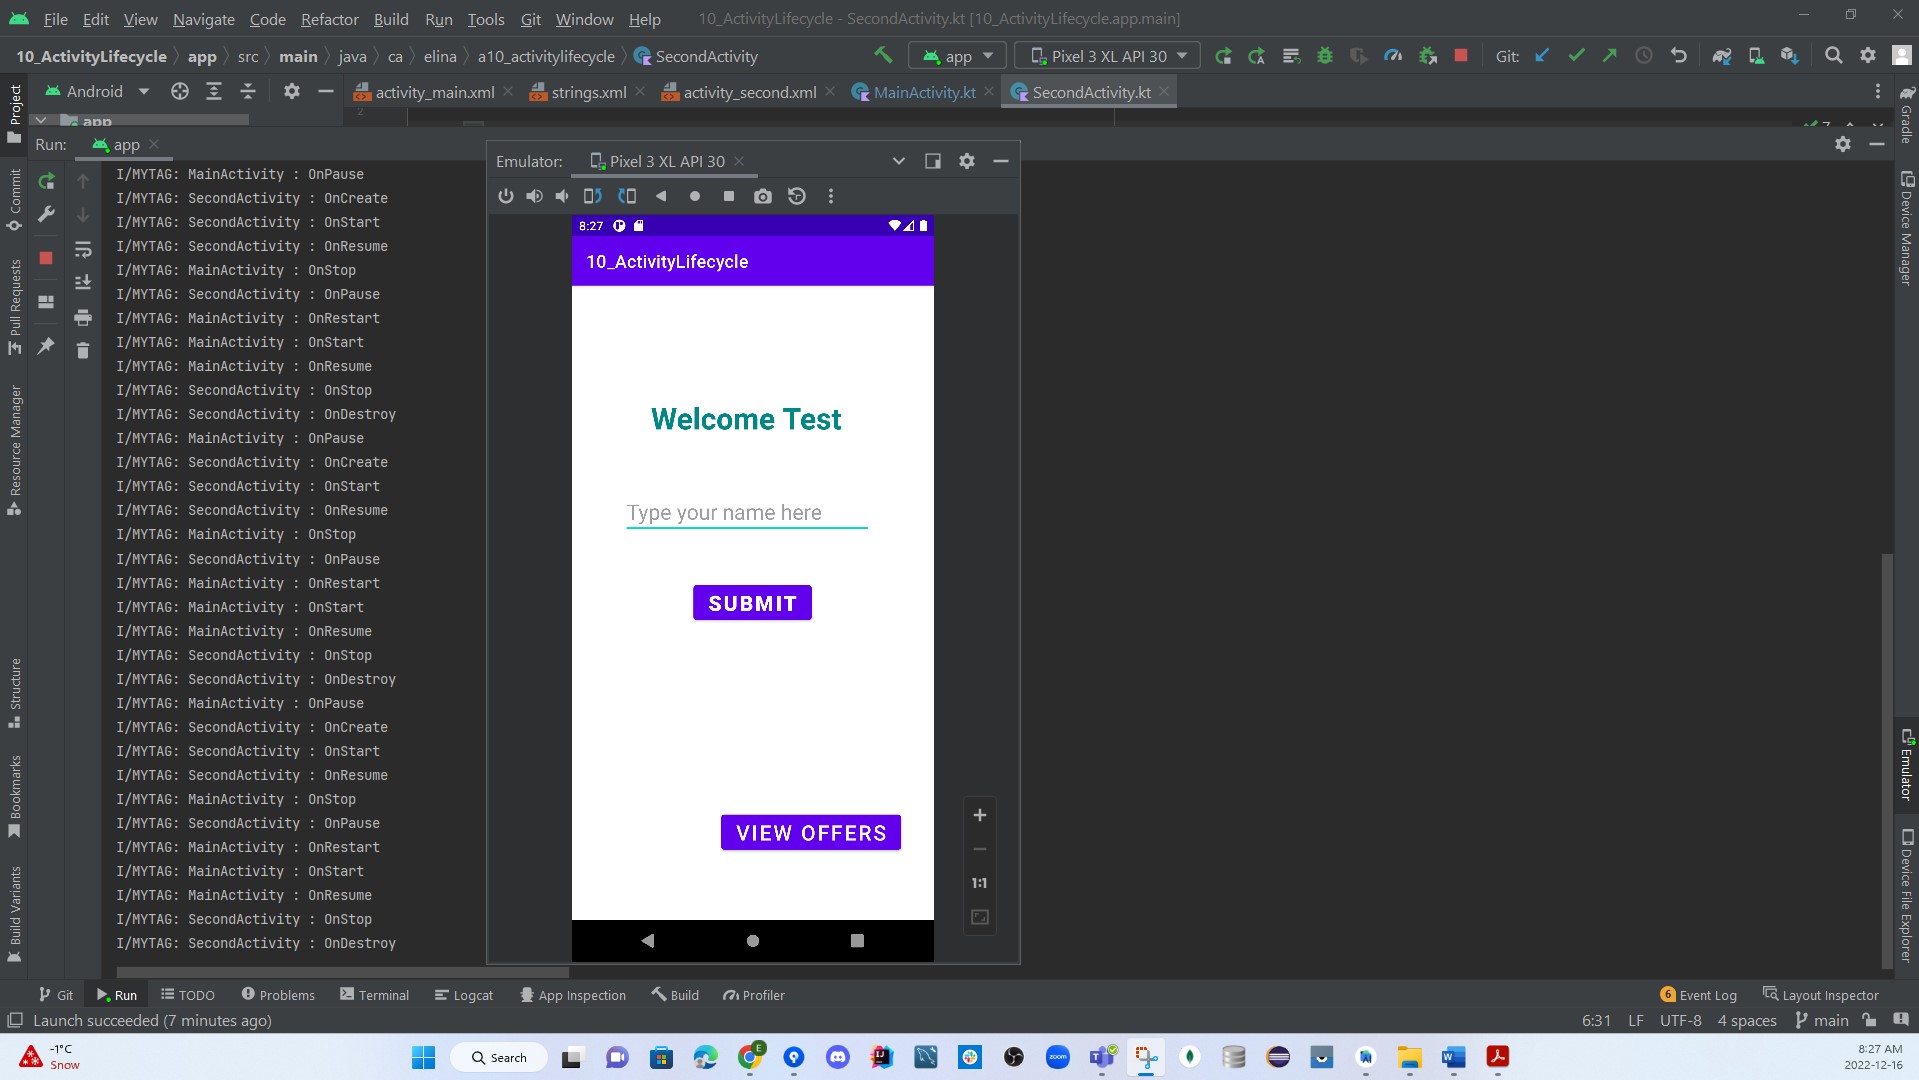 File Edit View Navigate Code Refactor Build Run Tools Git Window Help 10_ActivityLifecycle - SecondActivity.kt [10_ActivityLifecycle.app.main]
10_ActivityLifecycle app src main java ca elina a10_activitylifecycle SecondActivity app Pixel 3 XL API 30 Git:
Project Android activity_main.xml strings.xml activity_second.xml MainActivity.kt SecondActivity.kt Gradle
app 2 7
Run: app
Emulator: Pixel 3 XL API 30
I/MYTAG: MainActivity : OnPause
I/MYTAG: SecondActivity : OnCreate
I/MYTAG: SecondActivity : OnStart
I/MYTAG: SecondActivity : OnResume
I/MYTAG: MainActivity : OnStop
I/MYTAG: SecondActivity : OnPause
I/MYTAG: MainActivity : OnRestart
I/MYTAG: MainActivity : OnStart
I/MYTAG: MainActivity : OnResume
I/MYTAG: SecondActivity : OnStop
I/MYTAG: SecondActivity : OnDestroy
I/MYTAG: MainActivity : OnPause
I/MYTAG: SecondActivity : OnCreate
I/MYTAG: SecondActivity : OnStart
I/MYTAG: SecondActivity : OnResume
I/MYTAG: MainActivity : OnStop
I/MYTAG: SecondActivity : OnPause
I/MYTAG: MainActivity : OnRestart
I/MYTAG: MainActivity : OnStart
I/MYTAG: MainActivity : OnResume
I/MYTAG: SecondActivity : OnStop
I/MYTAG: SecondActivity : OnDestroy
I/MYTAG: MainActivity : OnPause
I/MYTAG: SecondActivity : OnCreate
I/MYTAG: SecondActivity : OnStart
I/MYTAG: SecondActivity : OnResume
I/MYTAG: MainActivity : OnStop
I/MYTAG: SecondActivity : OnPause
I/MYTAG: MainActivity : OnRestart
I/MYTAG: MainActivity : OnStart
I/MYTAG: MainActivity : OnResume
I/MYTAG: SecondActivity : OnStop
I/MYTAG: SecondActivity : OnDestroy
8:27
10_ActivityLifecycle
Welcome Test
Type your name here
SUBMIT
VIEW OFFERS
1:1
Commit
Pull Requests
Resource Manager
Structure
Bookmarks
Build Variants
Device Manager
Emulator
Device File Explorer
Git Run TODO Problems Terminal Logcat App Inspection Build Profiler 6 Event Log Layout Inspector
Launch succeeded (7 minutes ago) 6:31 LF UTF-8 4 spaces main
-1°C
Snow
Search
E
zoom
8:27 AM
2022-12-16